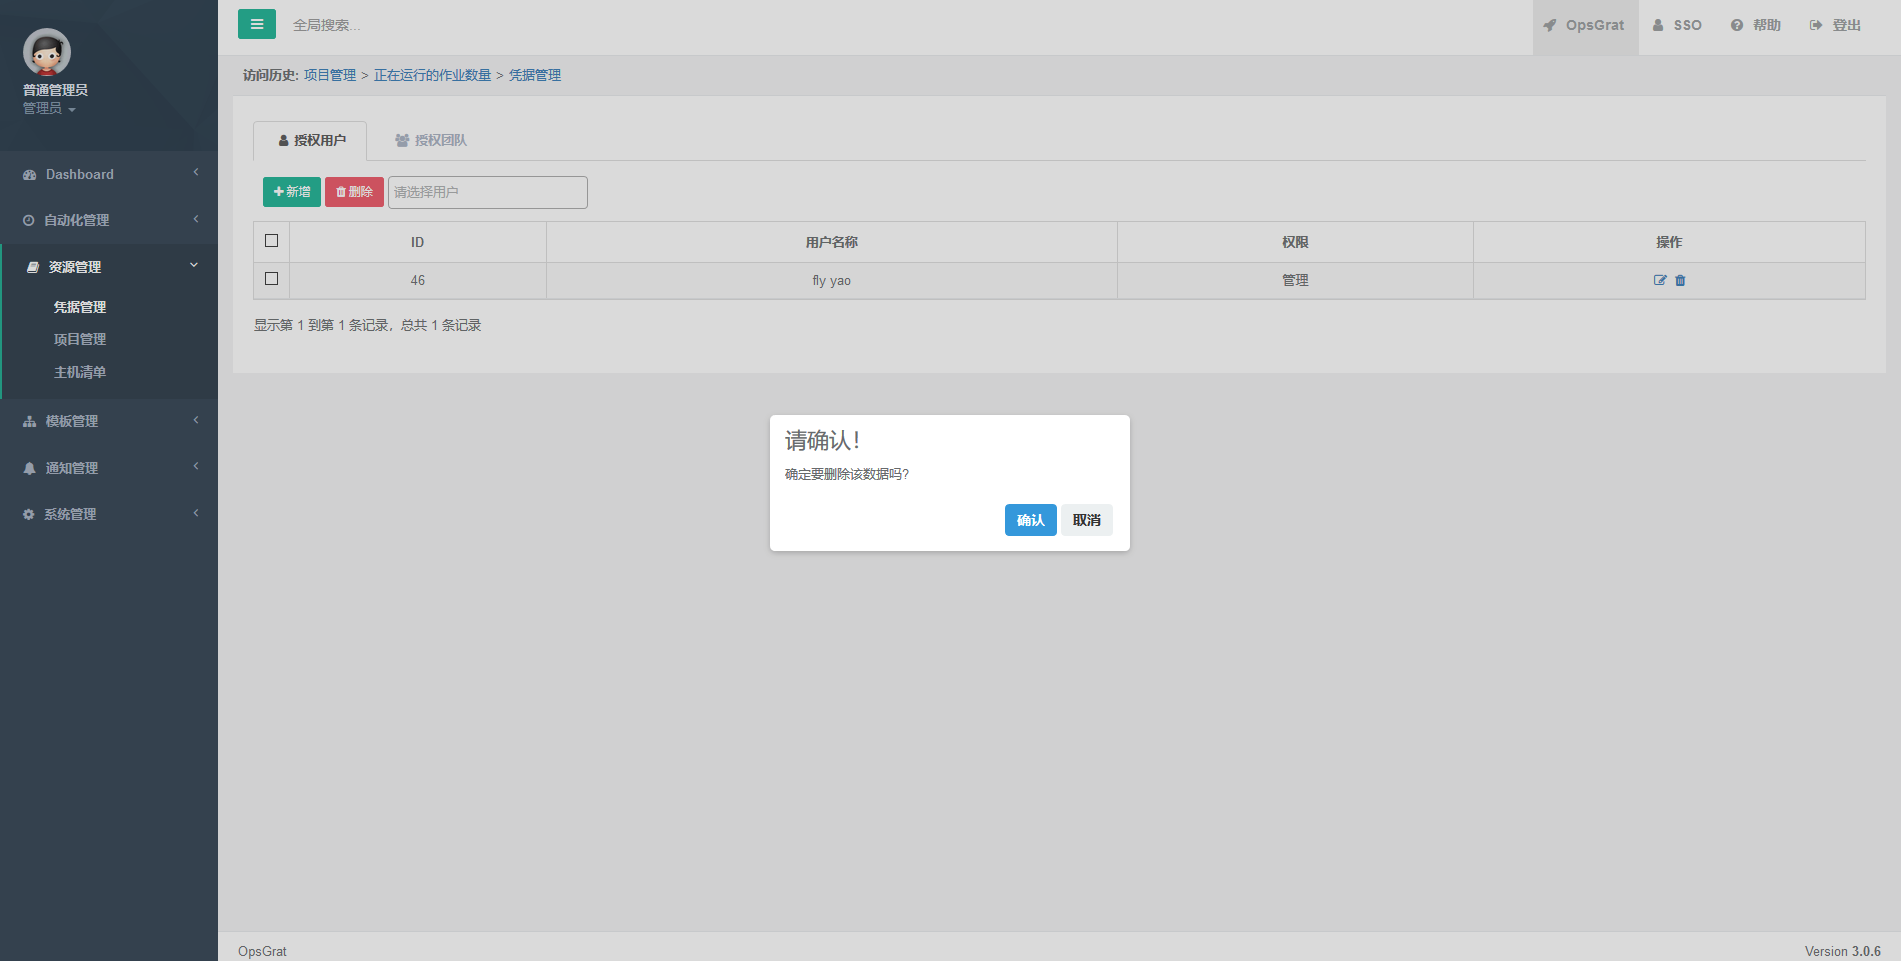 普通管理员
管理员
Dashboard
自动化管理
资源管理
凭据管理
项目管理
主机清单
模板管理
通知管理
系统管理
全局搜索...
OpsGrat
SSO
帮助
登出
访问历史: 项目管理 > 正在运行的作业数量 > 凭据管理
授权用户
授权团队
新增
删除
请选择用户
ID 用户名称 权限 操作
46 fly yao 管理
显示第 1 到第 1 条记录，总共 1 条记录
请确认！
确定要删除该数据吗?
确认
取消
OpsGrat
Version 3.0.6